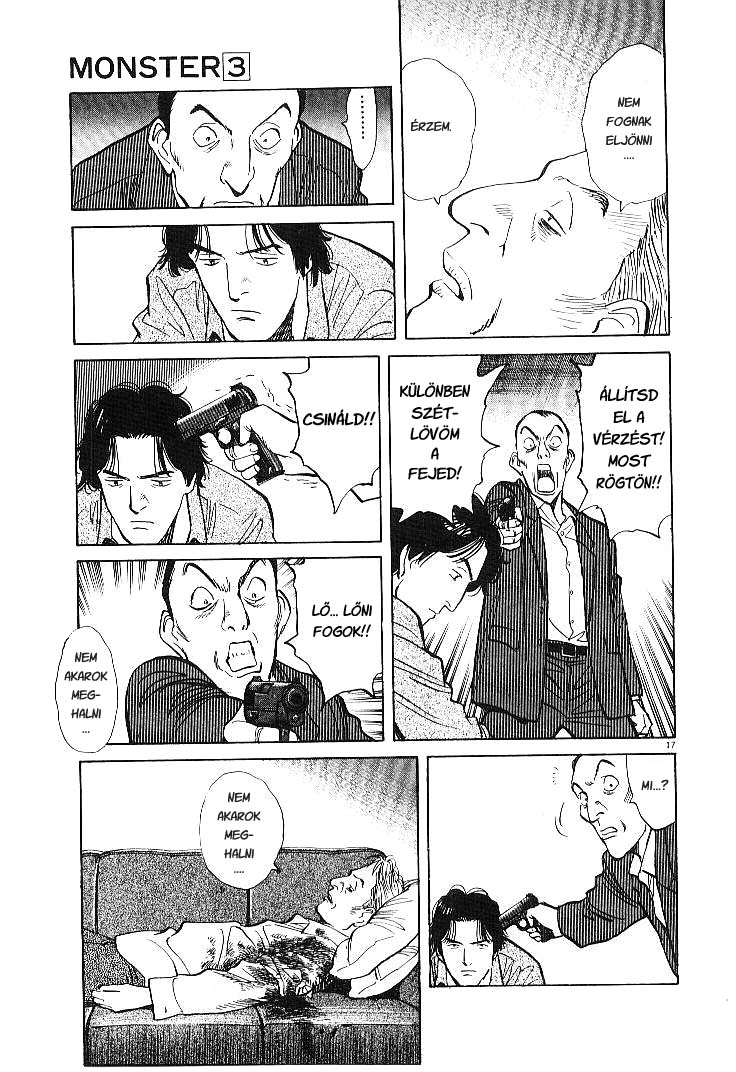 MONSTER 3
NEM
FOGNAK
ELJÖNNI
....
ÉRZEM.
.........
ÁLLÍTSD
EL A
VÉRZÉST!
MOST
RÖGTÖN!!
KÜLÖNBEN
SZÉT-
LÖVÖM
A
FEJED!
CSINÁLD!!
LŐ... LŐNI
FOGOK!!
NEM
AKAROK
MEG-
HALNI
...
17
MI...?
NEM
AKAROK
MEG-
HALNI
....